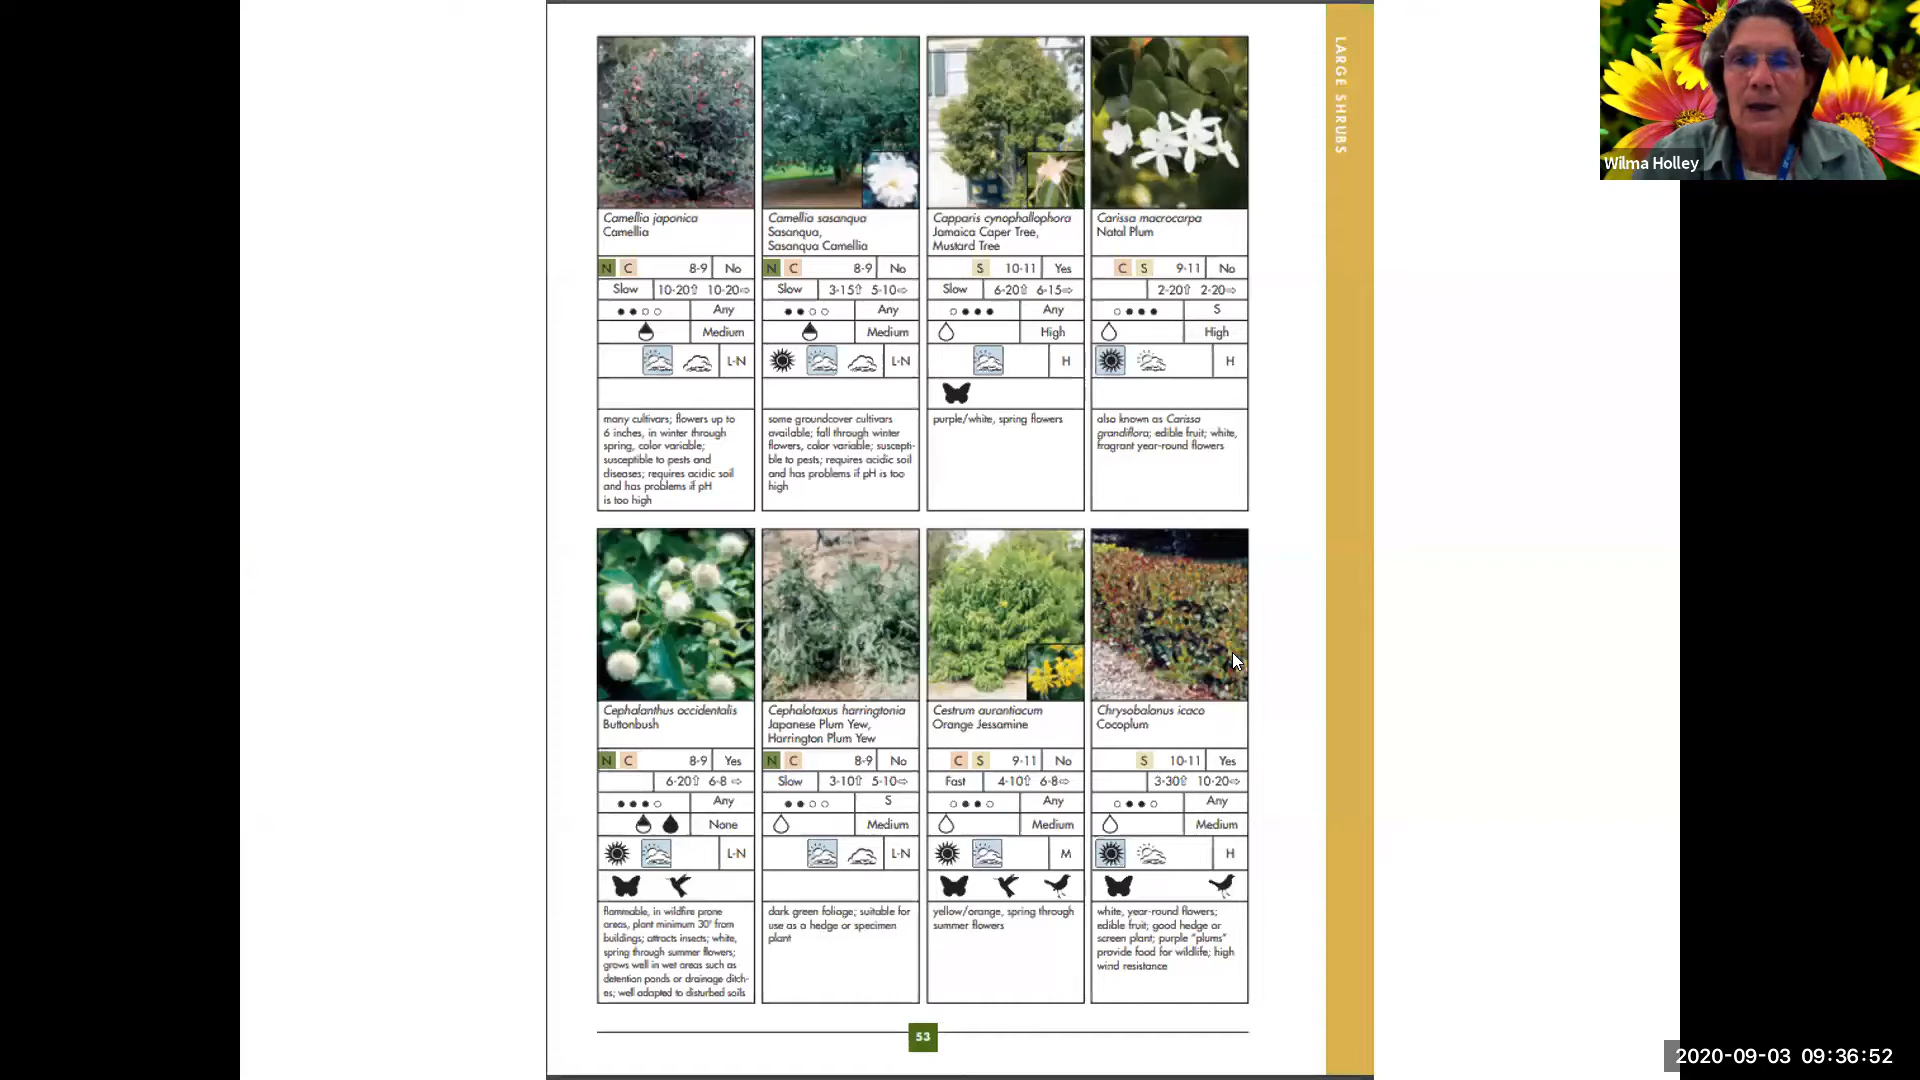 LARGE SHRUBS
Wilma Holley
Camellia japonica
Camellia
N C 8-9 No
Slow 10-20⇧ 10-20⇨
Any
Medium
L-N
many cultivars; flowers up to
6 inches, in winter through
spring, color variable;
susceptible to pests and
diseases; requires acidic soil
and has problems if pH
is too high
Camellia sasanqua
Sasanqua,
Sasanqua Camellia
N C 8-9 No
Slow 3-15⇧ 5-10⇨
Any
Medium
L-N
some groundcover cultivars
available; fall through winter
flowers, color variable; suscepti-
ble to pests; requires acidic soil
and has problems if pH is too
high
Capparis cynophallophora
Jamaica Caper Tree,
Mustard Tree
S 10-11 Yes
Slow 6-20⇧ 6-15⇨
Any
High
H
purple/white, spring flowers
Carissa macrocarpa
Natal Plum
C S 9-11 No
2-20⇧ 2-20⇨
S
High
H
also known as Carissa
grandiflora; edible fruit; white,
fragrant year-round flowers
Cephalanthus occidentalis
Buttonbush
N C 8-9 Yes
6-20⇧ 6-8 ⇨
Any
None
L-N
flammable, in wildfire prone
areas, plant minimum 30' from
buildings; attracts insects; white,
spring through summer flowers;
grows well in wet areas such as
detention ponds or drainage ditch-
es; well adapted to disturbed soils
Cephalotaxus harringtonia
Japanese Plum Yew,
Harrington Plum Yew
N C 8-9 No
Slow 3-10⇧ 5-10⇨
S
Medium
L-N
dark green foliage; suitable for
use as a hedge or specimen
plant
Cestrum aurantiacum
Orange Jessamine
C S 9-11 No
Fast 4-10⇧ 6-8⇨
Any
Medium
M
yellow/orange, spring through
summer flowers
Chrysobalanus icaco
Cocoplum
S 10-11 Yes
3-30⇧ 10-20⇨
Any
Medium
H
white, year-round flowers;
edible fruit; good hedge or
screen plant; purple "plums"
provide food for wildlife; high
wind resistance
53
2020-09-03 09:36:52